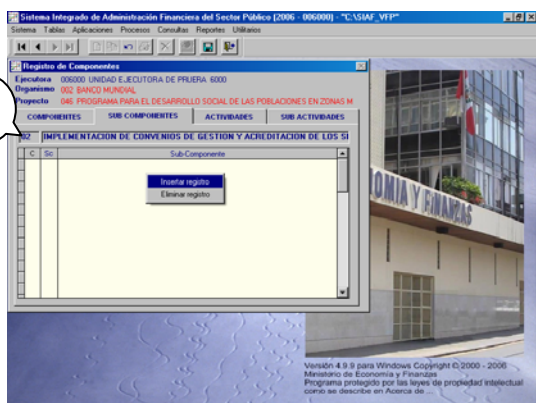 Sistema Integrado de Administración Financiera del Sector Público (2006 - 006000) - "C:\SIAF_VFP"
Sistema Tablas Aplicaciones Procesos Consultas Reportes Utilitarios
Registro de Componentes
Ejecutora 006000 UNIDAD EJECUTORA DE PRUEBA 6000
Organismo 002 BANCO MUNDIAL
Proyecto 046 PROGRAMA PARA EL DESARROLLO SOCIAL DE LAS POBLACIONES EN ZONAS M
COMPONENTES SUB COMPONENTES ACTIVIDADES SUB ACTIVIDADES
02 IMPLEMENTACION DE CONVENIOS DE GESTION Y ACREDITACION DE LOS SI
C Sc Sub-Componente
Insertar registro
Eliminar registro
OMIA Y FINANZAS
Versión 4.9.9 para Windows Copyright © 2000 - 2006
Ministerio de Economía y Finanzas
Programa protegido por las leyes de propiedad intelectual
como se describe en Acerca de ...